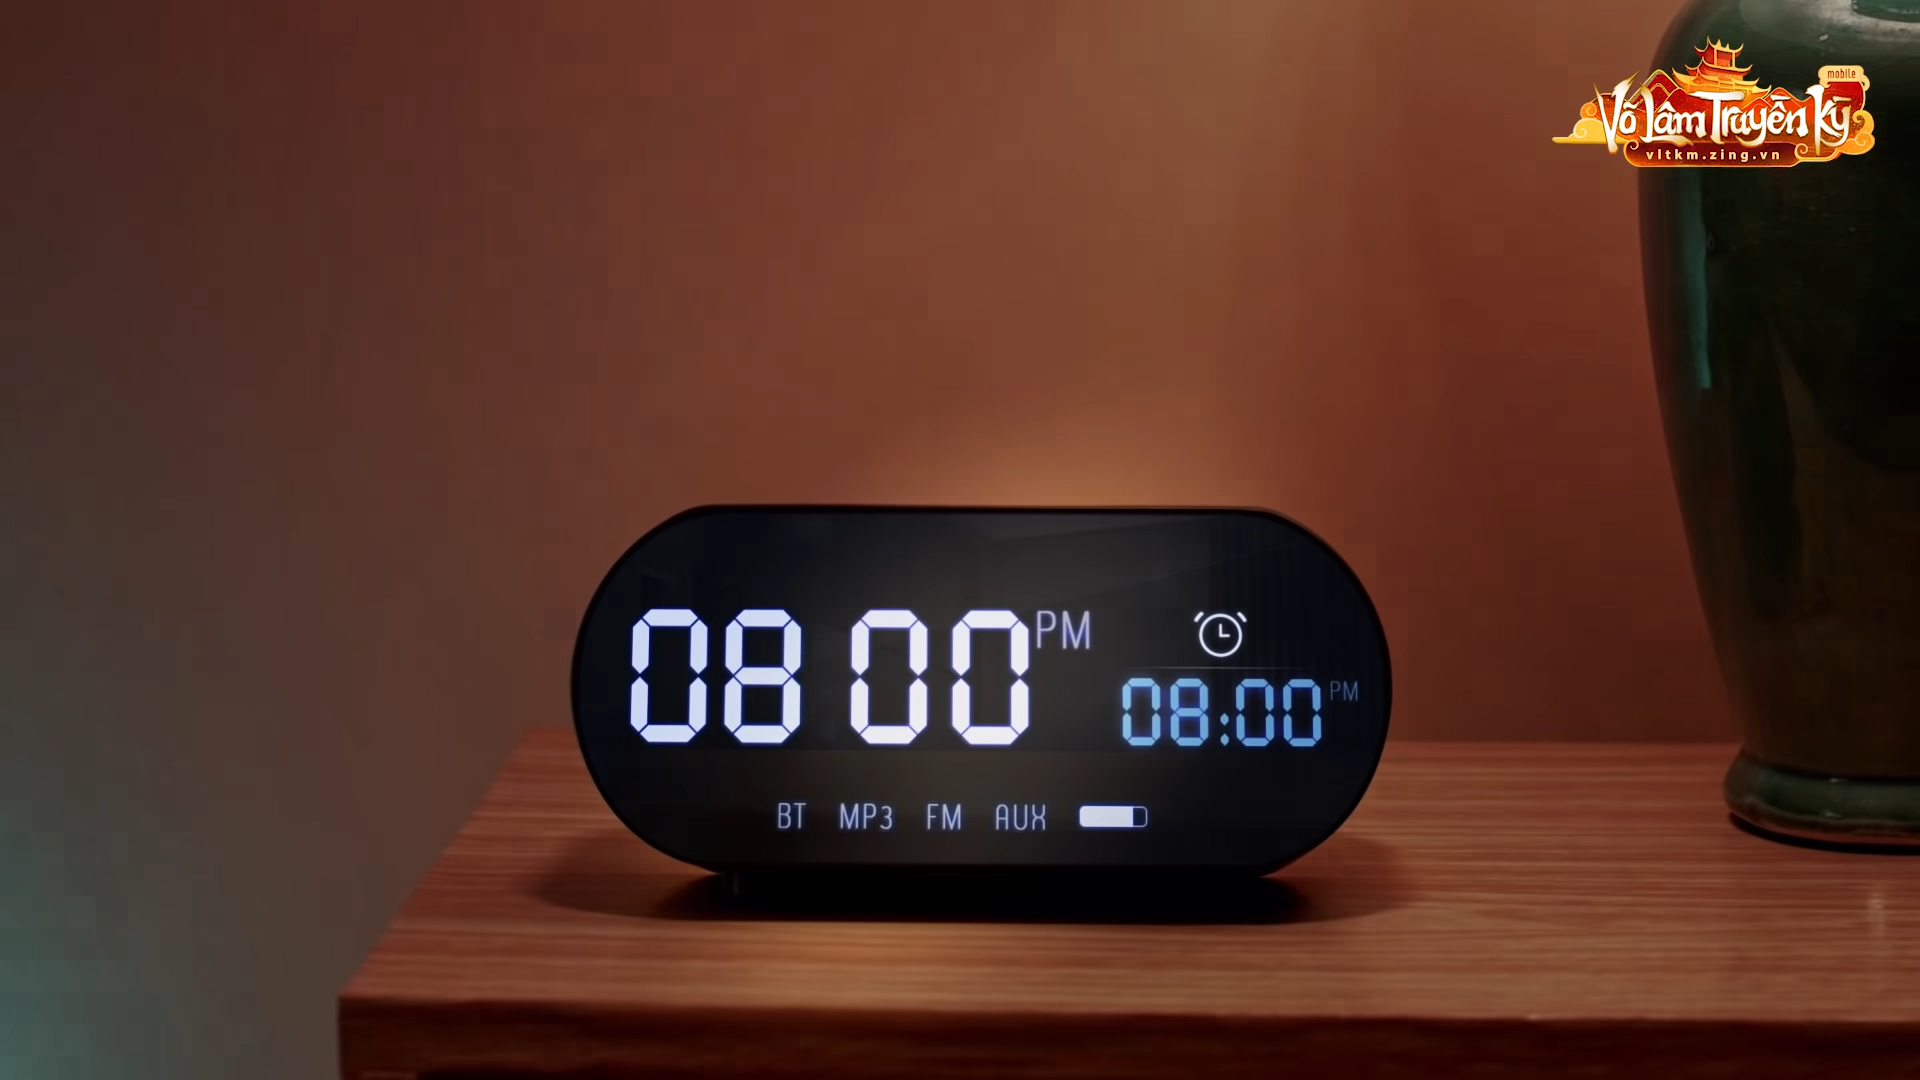 mobile
Võ Lâm Truyền Kỳ
vltkm.zing.vn
08 00 PM
08:00 PM
BT MP3 FM AUX